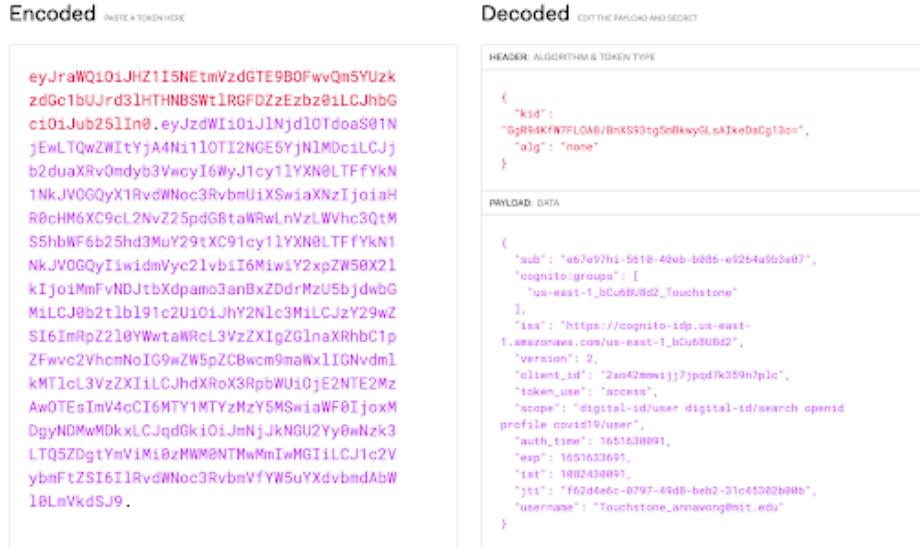 Encoded PASTE A TOKEN HERE
eyJraWQiOiJHZ1I5NEtmVzdGTE9BOFwvQm5YUzk
zdGc1bUJrd3lHTHNBSWtlRGFDZzEzbz0iLCJhbG
ciOiJub25lIn0.eyJzdWIiOiJlNjdlOTdoaS01N
jEwLTQwZWItYjA4Ni1lOTI2NGE5YjNlMDciLCJj
b2duaXRvOmdyb3VwcyI6WyJ1cy1lYXN0LTFfYkN
1NkJVOGQyX1RvdWNoc3RvbmUiXSwiaXNzIjoiaH
R0cHM6XC9cL2NvZ25pdG8taWRwLnVzLWVhc3QtM
S5hbWF6b25hd3MuY29tXC91cy1lYXN0LTFfYkN1
NkJVOGQyIiwidmVyc2lvbiI6MiwiY2xpZW50X2l
kIjoiMmFvNDJtbXdpamo3anBxZDdrMzU5bjdwbG
MiLCJ0b2tlbl91c2UiOiJhY2Nlc3MiLCJzY29wZ
SI6ImRpZ2l0YWwtaWRcL3VzZXIgZGlnaXRhbC1p
ZFwvc2VhcmNoIG9wZW5pZCBwcm9maWxlIGNvdml
kMTlcL3VzZXIiLCJhdXRoX3RpbWUiOjE2NTE2Mz
AwOTEsImV4cCI6MTY1MTYzMzY5MSwiaWF0IjoxM
DgyNDMwMDkxLCJqdGkiOiJmNjJkNGU2Yy0wNzk3
LTQ5ZDgtYmViMi0zMWM0NTMwMmIwMGIiLCJ1c2V
ybmFtZSI6IlRvdWNoc3RvbmVfYW5uYXdvbmdAbW
l0LmVkdSJ9.
Decoded EDIT THE PAYLOAD AND SECRET
HEADER: ALGORITHM & TOKEN TYPE
{
"kid":
"GgR94KfW7FLOA8/BnXS93tg5mBkwyGLsAIkeDaCg13o=",
"alg": "none"
}
PAYLOAD: DATA
{
"sub": "e67e97hi-5610-40eb-b086-e9264a9b3e07",
"cognito:groups": [
"us-east-1_bCu6BU8d2_Touchstone"
],
"iss": "https://cognito-idp.us-east-
1.amazonaws.com/us-east-1_bCu6BU8d2",
"version": 2,
"client_id": "2ao42mmwijj7jpqd7k359n7plc",
"token_use": "access",
"scope": "digital-id/user digital-id/search openid
profile covid19/user",
"auth_time": 1651630091,
"exp": 1651633691,
"iat": 1082430091,
"jti": "f62d4e6c-0797-49d8-beb2-31c45302b00b",
"username": "Touchstone_annawong@mit.edu"
}